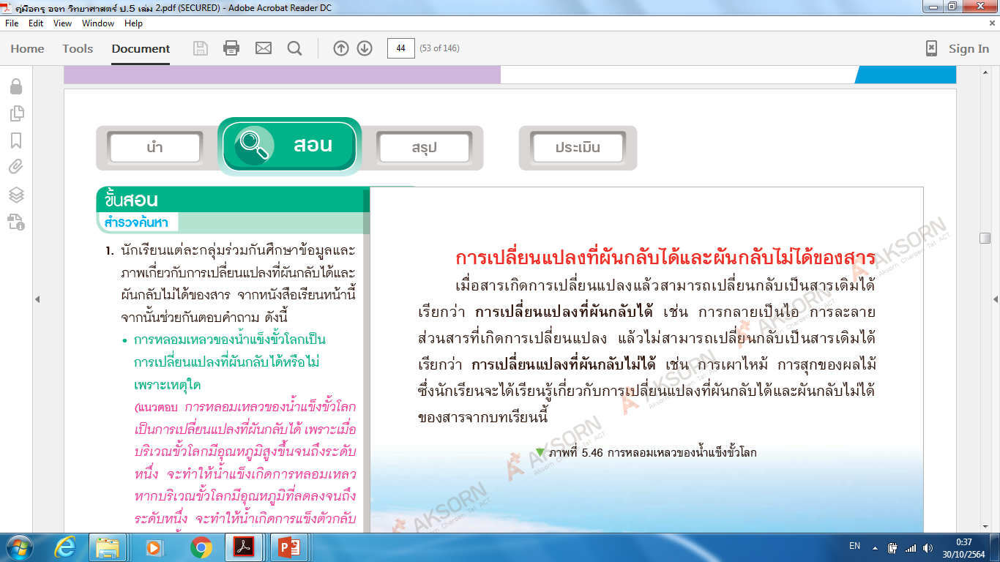 คู่มือครู อจท วิทยาศาสตร์ ป.5 เล่ม 2.pdf (SECURED) - Adobe Acrobat Reader DC
File Edit View Window Help
Home Tools Document 44 (53 of 146) Sign In
นำ สอน สรุป ประเมิน
ขั้นสอน
สำรวจค้นหา
1. นักเรียนแต่ละกลุ่มร่วมกันศึกษาข้อมูลและ
ภาพเกี่ยวกับการเปลี่ยนแปลงที่ผันกลับได้และ
ผันกลับไม่ได้ของสาร จากหนังสือเรียนหน้านี้
จากนั้นช่วยกันตอบคำถาม ดังนี้
• การหลอมเหลวของน้ำแข็งขั้วโลกเป็น
การเปลี่ยนแปลงที่ผันกลับได้หรือไม่
เพราะเหตุใด
(แนวตอบ การหลอมเหลวของน้ำแข็งขั้วโลก
เป็นการเปลี่ยนแปลงที่ผันกลับได้ เพราะเมื่อ
บริเวณขั้วโลกมีอุณหภูมิสูงขึ้นจนถึงระดับ
หนึ่ง จะทำให้น้ำแข็งเกิดการหลอมเหลว
หากบริเวณขั้วโลกมีอุณหภูมิที่ลดลงจนถึง
ระดับหนึ่ง จะทำให้น้ำเกิดการแข็งตัวกลับ
การเปลี่ยนแปลงที่ผันกลับได้และผันกลับไม่ได้ของสาร
เมื่อสารเกิดการเปลี่ยนแปลงแล้วสามารถเปลี่ยนกลับเป็นสารเดิมได้
เรียกว่า การเปลี่ยนแปลงที่ผันกลับได้ เช่น การกลายเป็นไอ การละลาย
ส่วนสารที่เกิดการเปลี่ยนแปลง แล้วไม่สามารถเปลี่ยนกลับเป็นสารเดิมได้
เรียกว่า การเปลี่ยนแปลงที่ผันกลับไม่ได้ เช่น การเผาไหม้ การสุกของผลไม้
ซึ่งนักเรียนจะได้เรียนรู้เกี่ยวกับการเปลี่ยนแปลงที่ผันกลับได้และผันกลับไม่ได้
ของสารจากบทเรียนนี้
ภาพที่ 5.46 การหลอมเหลวของน้ำแข็งขั้วโลก
AKSORN
Aksorn Charoen Tat ACT.
AKSORN
Aksorn Charoen Tat ACT.
AKSORN
Aksorn Charoen Tat ACT.
AKSORN
Aksorn Charoen Tat ACT.
AKSORN
Aksorn Charoen Tat ACT.
EN
0:37
30/10/2564